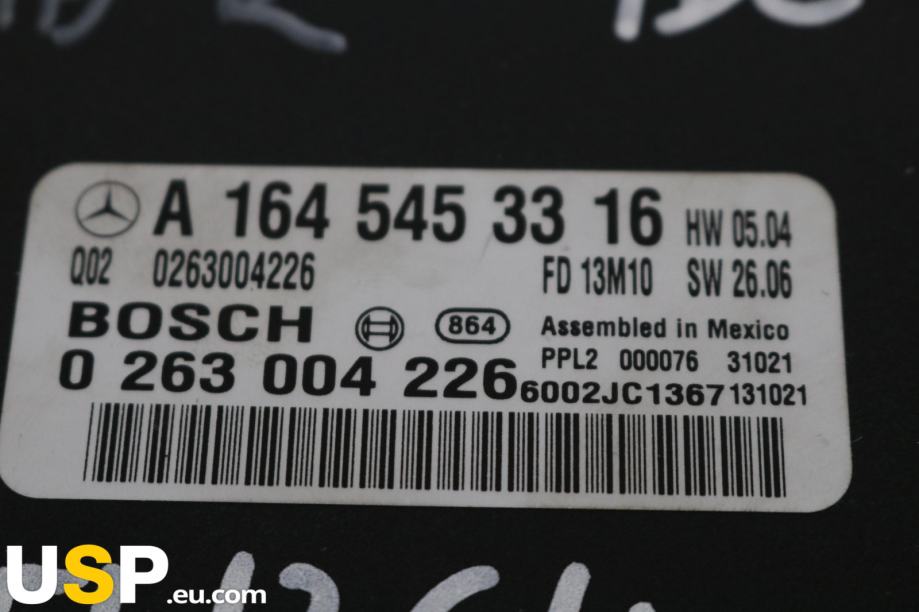 A 164 545 33 16 HW 05.04
Q02 0263004226 FD 13M10 SW 26.06
BOSCH 864 Assembled in Mexico
0 263 004 226 PPL2 000076 31021
6002JC1367 131021
USP.eu.com